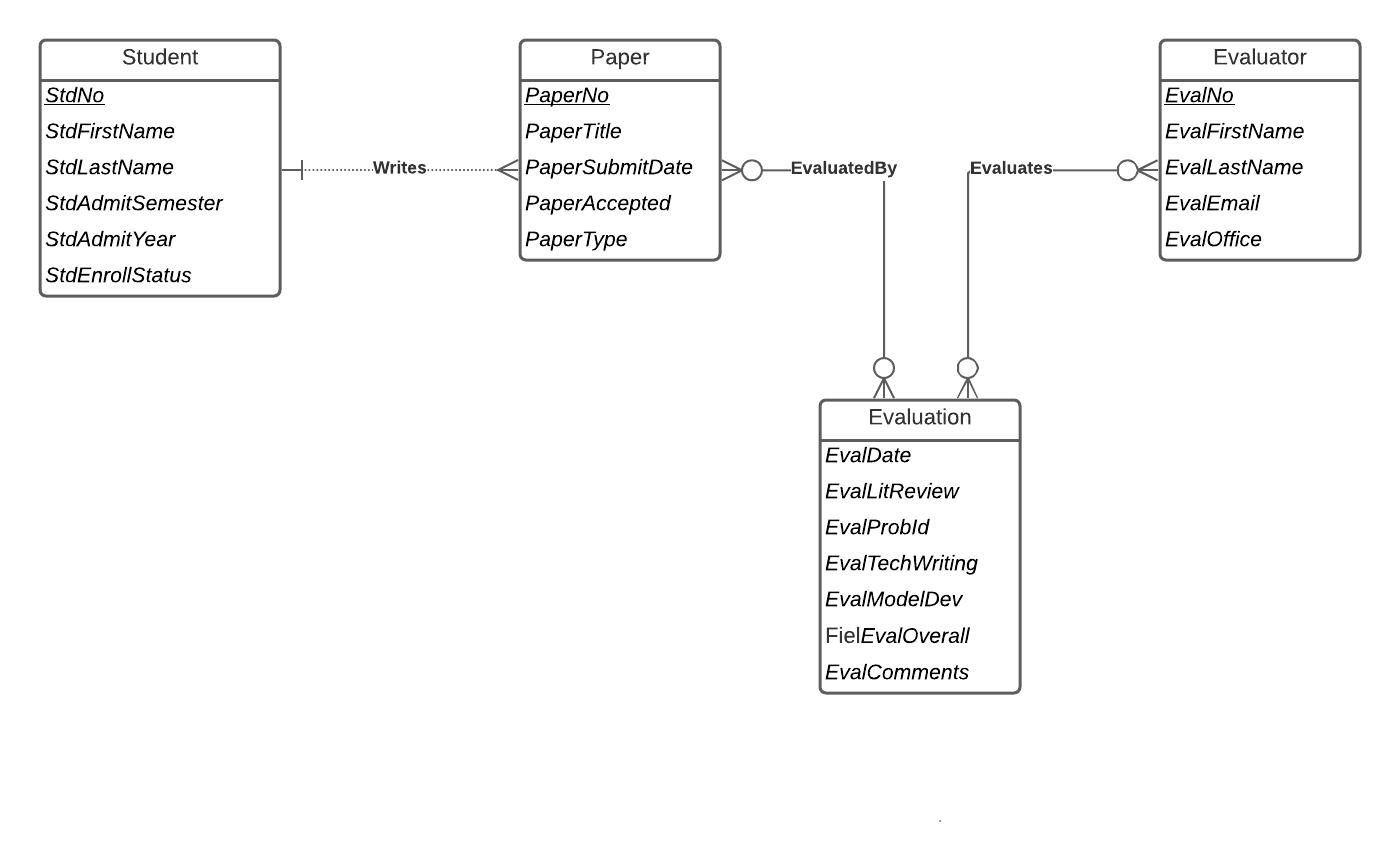 Student
StdNo
StdFirstName
StdLastName
StdAdmitSemester
StdAdmitYear
StdEnrollStatus
Writes
Paper
PaperNo
PaperTitle
PaperSubmitDate
PaperAccepted
PaperType
EvaluatedBy
Evaluates
Evaluator
EvalNo
EvalFirstName
EvalLastName
EvalEmail
EvalOffice
Evaluation
EvalDate
EvalLitReview
EvalProbId
EvalTechWriting
EvalModelDev
FielEvalOverall
EvalComments